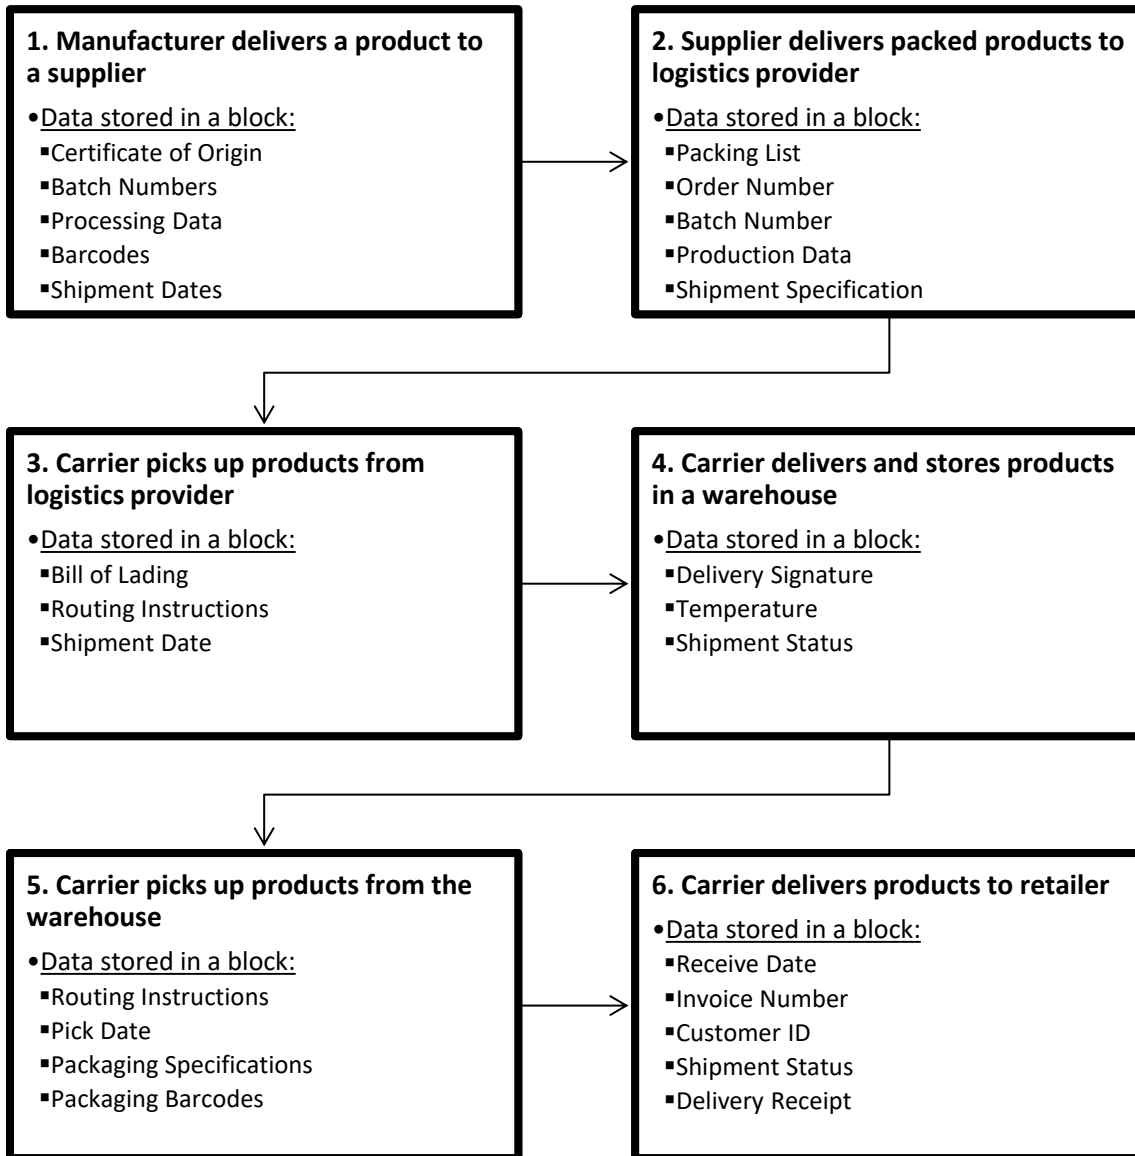 1. Manufacturer delivers a product to
a supplier
•Data stored in a block:
▪Certificate of Origin
▪Batch Numbers
▪Processing Data
▪Barcodes
▪Shipment Dates
2. Supplier delivers packed products to
logistics provider
•Data stored in a block:
▪Packing List
▪Order Number
▪Batch Number
▪Production Data
▪Shipment Specification
3. Carrier picks up products from
logistics provider
•Data stored in a block:
▪Bill of Lading
▪Routing Instructions
▪Shipment Date
4. Carrier delivers and stores products
in a warehouse
•Data stored in a block:
▪Delivery Signature
▪Temperature
▪Shipment Status
5. Carrier picks up products from the
warehouse
•Data stored in a block:
▪Routing Instructions
▪Pick Date
▪Packaging Specifications
▪Packaging Barcodes
6. Carrier delivers products to retailer
•Data stored in a block:
▪Receive Date
▪Invoice Number
▪Customer ID
▪Shipment Status
▪Delivery Receipt